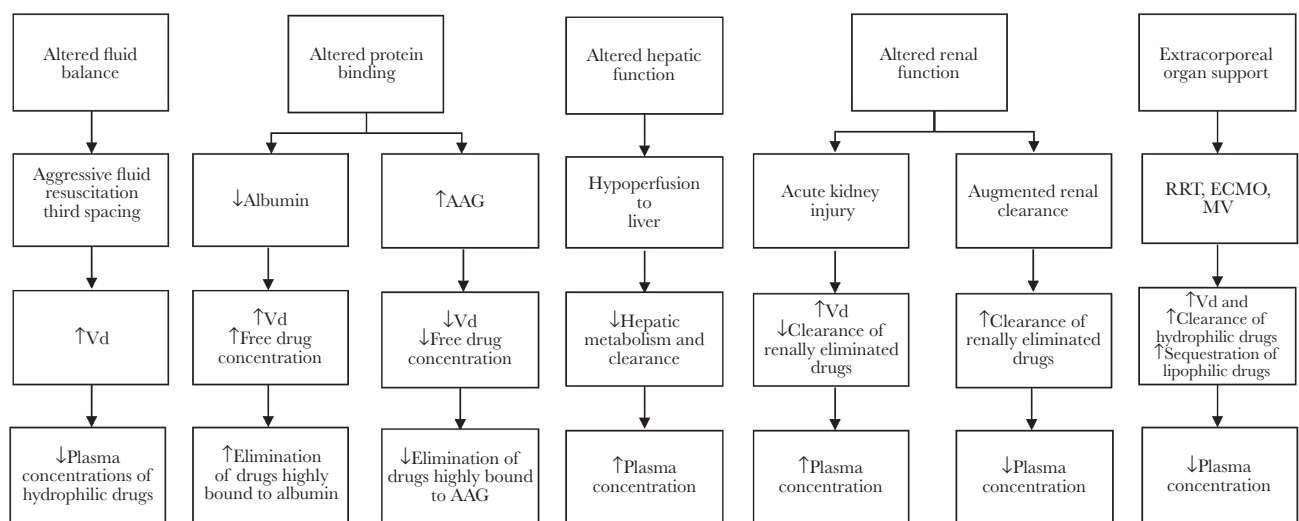 Altered fluid
balance
Altered protein
binding
Altered hepatic
function
Altered renal
function
Extracorporeal
organ support
Aggressive fluid
resuscitation
third spacing
↓Albumin
↑AAG
Hypoperfusion
to
liver
Acute kidney
injury
Augmented renal
clearance
RRT, ECMO,
MV
↑Vd
↑Vd
↑Free drug
concentration
↓Vd
↓Free drug
concentration
↓Hepatic
metabolism and
clearance
↑Vd
↓Clearance of
renally eliminated
drugs
↑Clearance of
renally eliminated
drugs
↑Vd and
↑Clearance of
hydrophilic drugs
↑Sequestration of
lipophilic drugs
↓Plasma
concentrations of
hydrophilic drugs
↑Elimination
of drugs highly
bound to albumin
↓Elimination of
drugs highly bound
to AAG
↑Plasma
concentration
↑Plasma
concentration
↓Plasma
concentration
↓Plasma
concentration